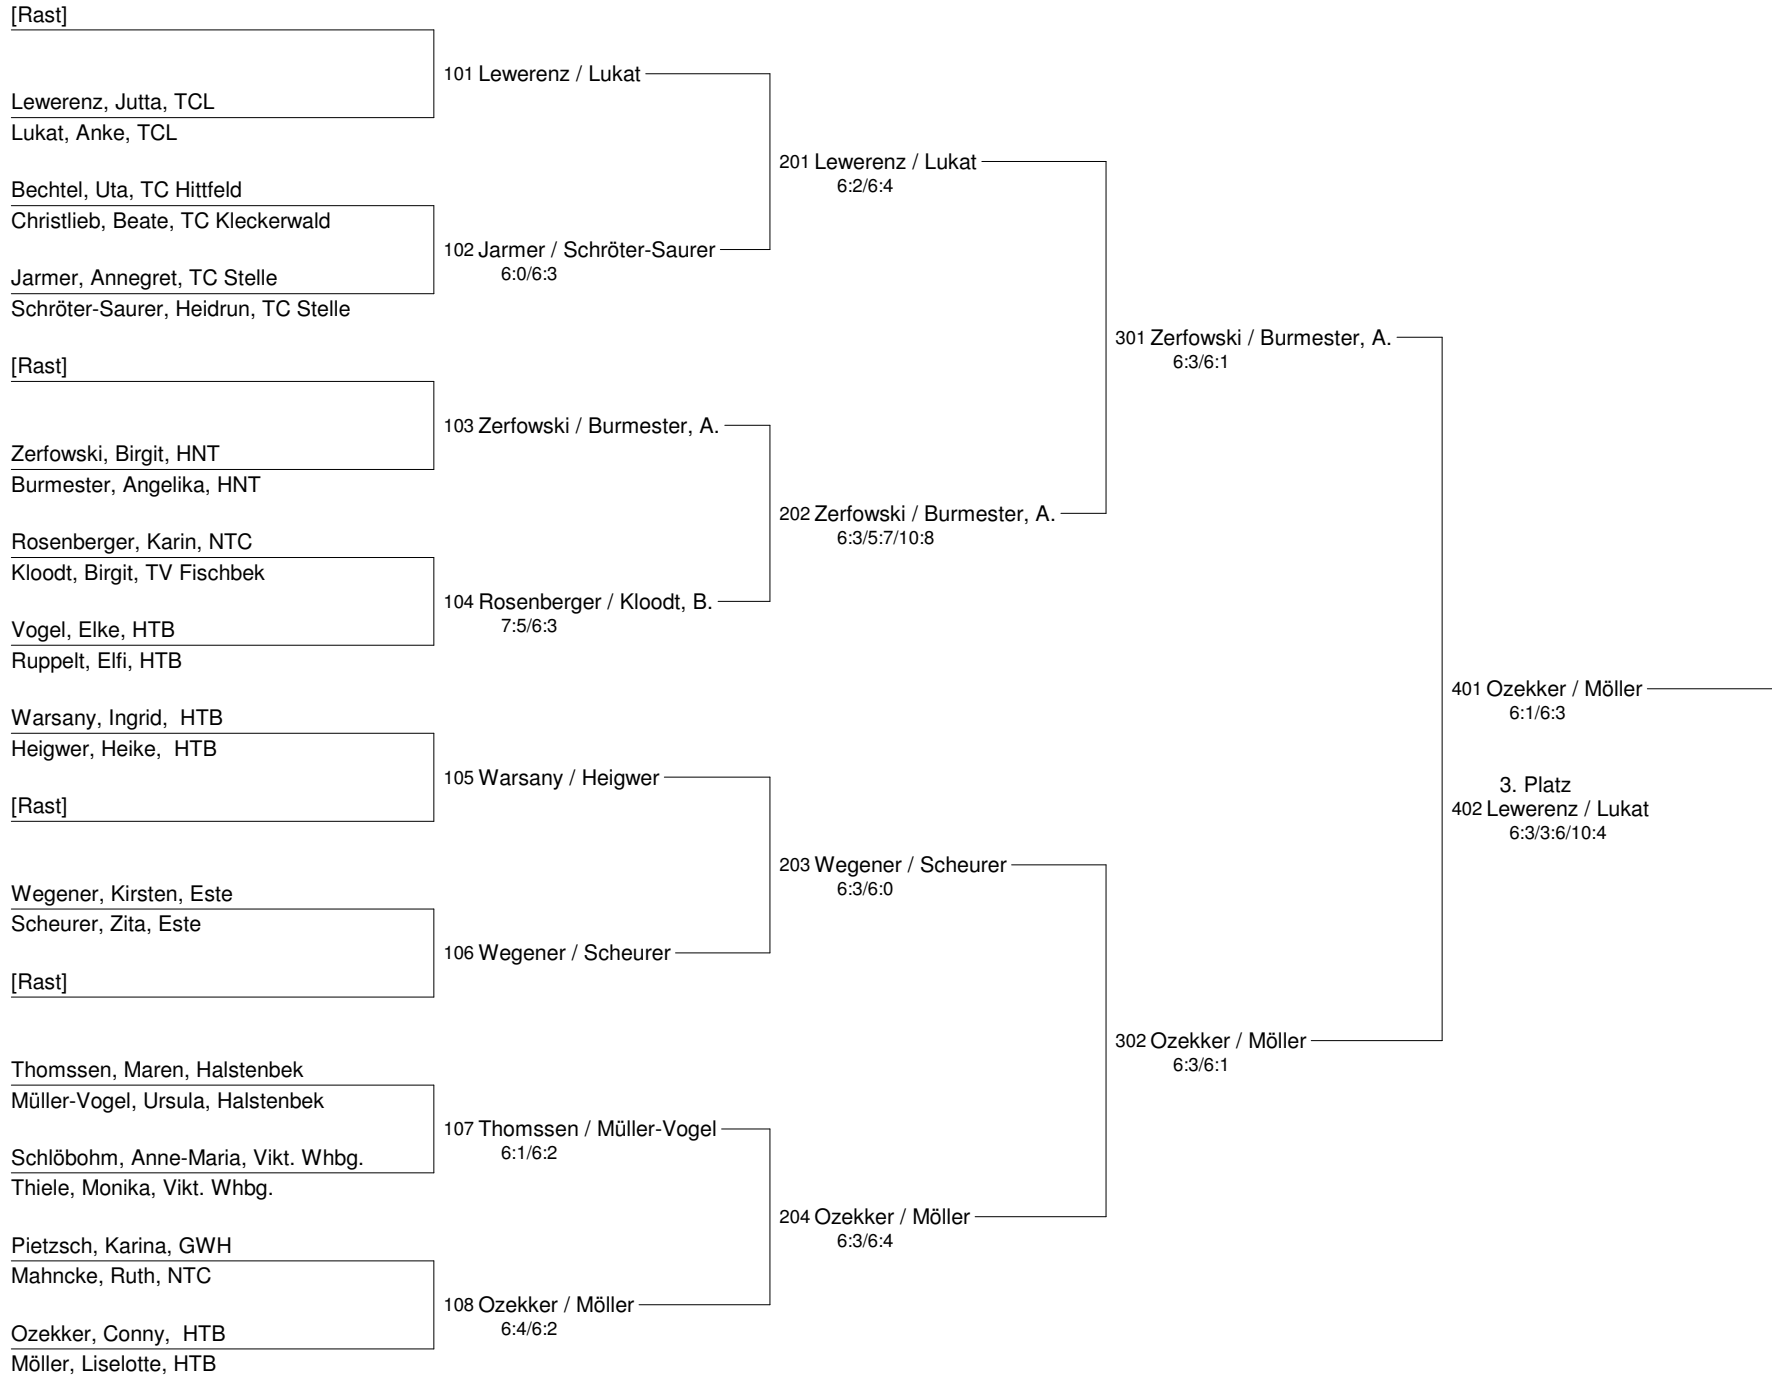 [Rast]
Lewerenz, Jutta, TCL
Lukat, Anke, TCL
Bechtel, Uta, TC Hittfeld
Christlieb, Beate, TC Kleckerwald
Jarmer, Annegret, TC Stelle
Schröter-Saurer, Heidrun, TC Stelle
[Rast]
Zerfowski, Birgit, HNT
Burmester, Angelika, HNT
Rosenberger, Karin, NTC
Kloodt, Birgit, TV Fischbek
Vogel, Elke, HTB
Ruppelt, Elfi, HTB
Warsany, Ingrid, HTB
Heigwer, Heike, HTB
[Rast]
Wegener, Kirsten, Este
Scheurer, Zita, Este
[Rast]
Thomssen, Maren, Halstenbek
Müller-Vogel, Ursula, Halstenbek
Schlöbohm, Anne-Maria, Vikt. Whbg.
Thiele, Monika, Vikt. Whbg.
Pietzsch, Karina, GWH
Mahncke, Ruth, NTC
Ozekker, Conny, HTB
Möller, Liselotte, HTB
101 Lewerenz / Lukat
102 Jarmer / Schröter-Saurer
6:0/6:3
103 Zerfowski / Burmester, A.
104 Rosenberger / Kloodt, B.
7:5/6:3
105 Warsany / Heigwer
106 Wegener / Scheurer
107 Thomssen / Müller-Vogel
6:1/6:2
108 Ozekker / Möller
6:4/6:2
201 Lewerenz / Lukat
6:2/6:4
202 Zerfowski / Burmester, A.
6:3/5:7/10:8
203 Wegener / Scheurer
6:3/6:0
204 Ozekker / Möller
6:3/6:4
301 Zerfowski / Burmester, A.
6:3/6:1
302 Ozekker / Möller
6:3/6:1
401 Ozekker / Möller
6:1/6:3
3. Platz
402 Lewerenz / Lukat
6:3/3:6/10:4